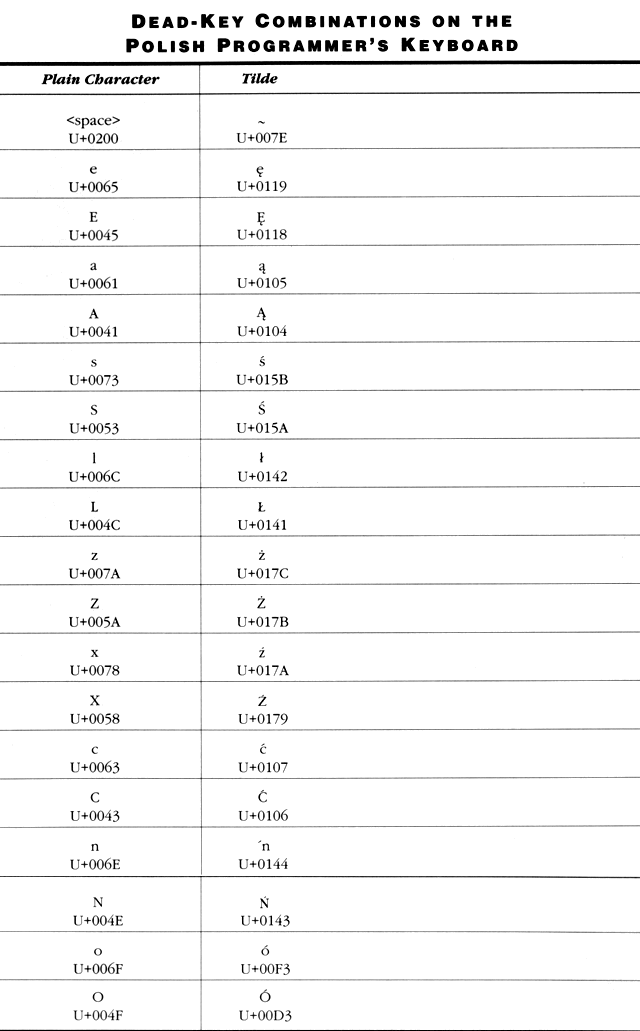 DEAD-KEY COMBINATIONS ON THE
POLISH PROGRAMMER'S KEYBOARD
Plain Character Tilde
<space> ~
U+0200 U+007E
e ę
U+0065 U+0119
E Ę
U+0045 U+0118
a ą
U+0061 U+0105
A Ą
U+0041 U+0104
s ś
U+0073 U+015B
S Ś
U+0053 U+015A
l ł
U+006C U+0142
L Ł
U+004C U+0141
z ż
U+007A U+017C
Z Ż
U+005A U+017B
x ź
U+0078 U+017A
X Ź
U+0058 U+0179
c ć
U+0063 U+0107
C Ć
U+0043 U+0106
n ´n
U+006E U+0144
N Ń
U+004E U+0143
o ó
U+006F U+00F3
O Ó
U+004F U+00D3